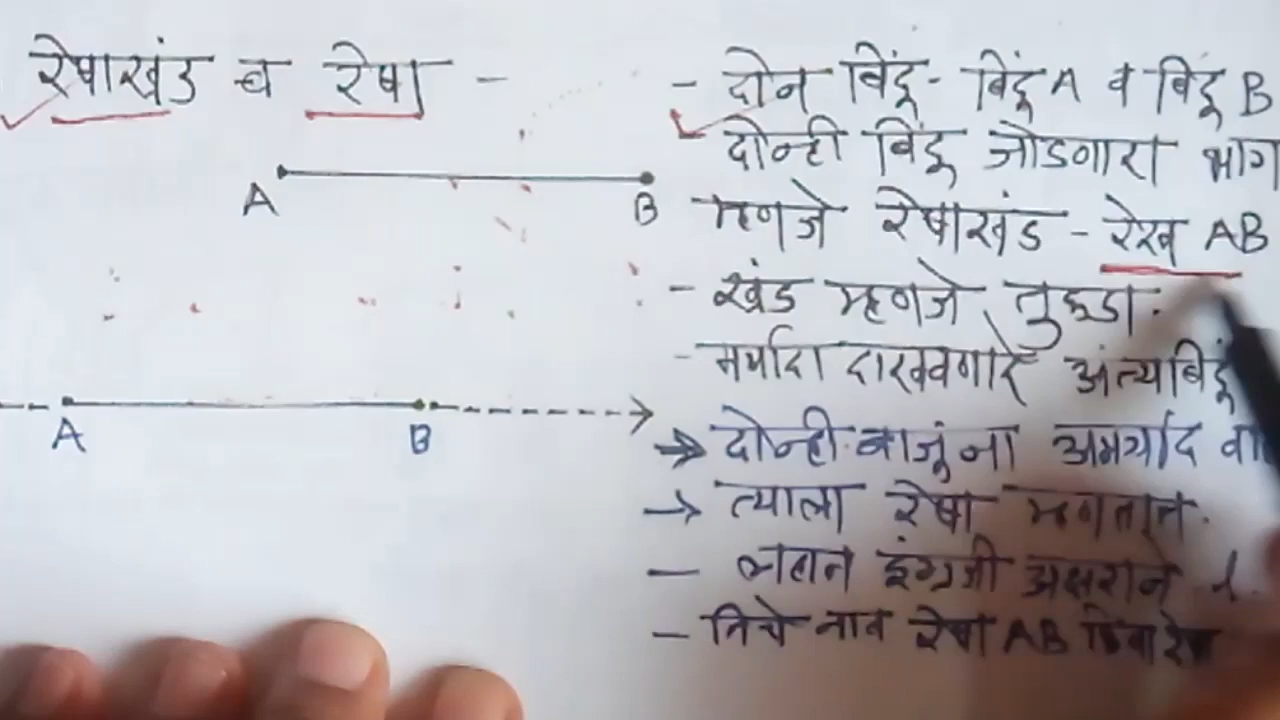 रेषाखंड व रेषा -
- दोन बिंदू - बिंदू A व बिंदू B
दोन्ही बिंदू जोडणारा भाग
म्हणजे रेषाखंड - रेख AB
- खंड म्हणजे तुकडा.
- मर्यादा दाखवणारे अंत्यबिंदू
→ दोन्ही बाजूंना अमर्याद
→ त्याला रेषा म्हणतात.
- लहान इंग्रजी अक्षराने l.
- तिचे नाव रेषा AB किंवा रेषा
A
B
A
B